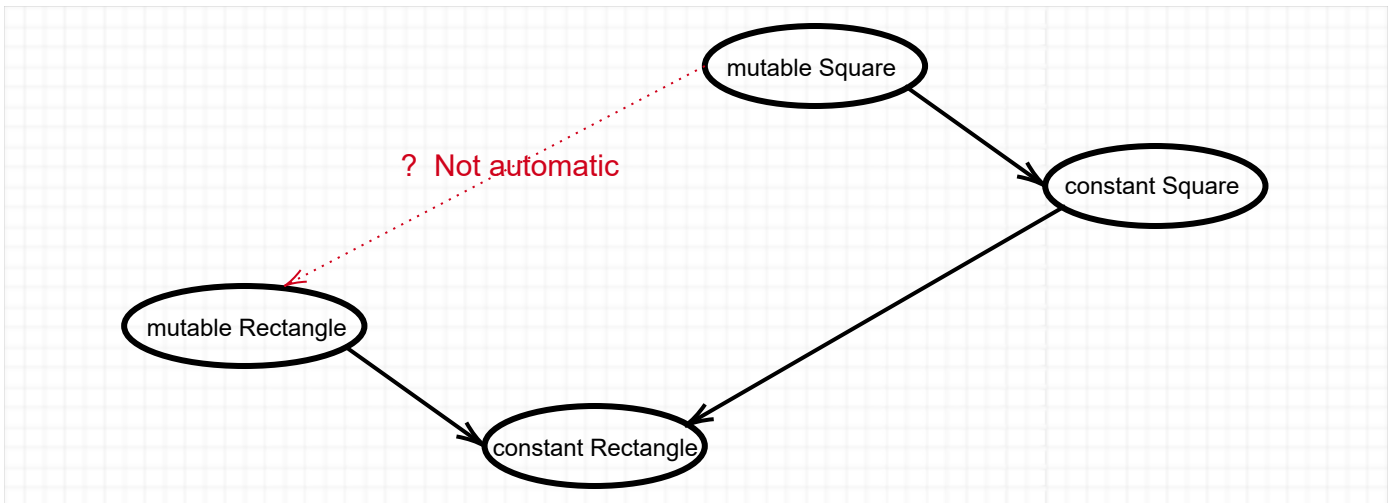 mutable Square
? Not automatic
constant Square
mutable Rectangle
constant Rectangle